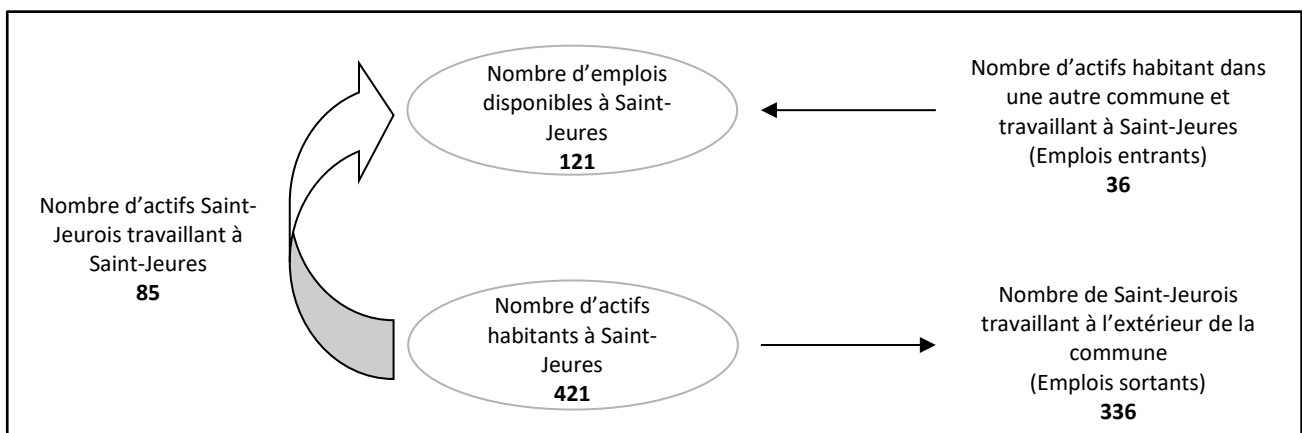 Nombre d'emplois
disponibles à Saint-
Jeures
121
Nombre d'actifs habitant dans
une autre commune et
travaillant à Saint-Jeures
(Emplois entrants)
36
Nombre d'actifs Saint-
Jeurois travaillant à
Saint-Jeures
85
Nombre d'actifs
habitants à Saint-
Jeures
421
Nombre de Saint-Jeurois
travaillant à l'extérieur de la
commune
(Emplois sortants)
336